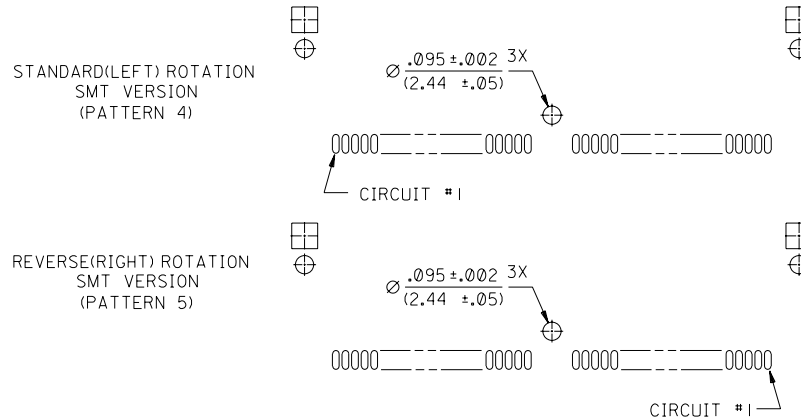 STANDARD(LEFT) ROTATION
SMT VERSION
(PATTERN 4)
Ø .095 ±.002 3X
(2.44 ±.05)
CIRCUIT #1
REVERSE(RIGHT) ROTATION
SMT VERSION
(PATTERN 5)
Ø .095 ±.002 3X
(2.44 ±.05)
CIRCUIT #1